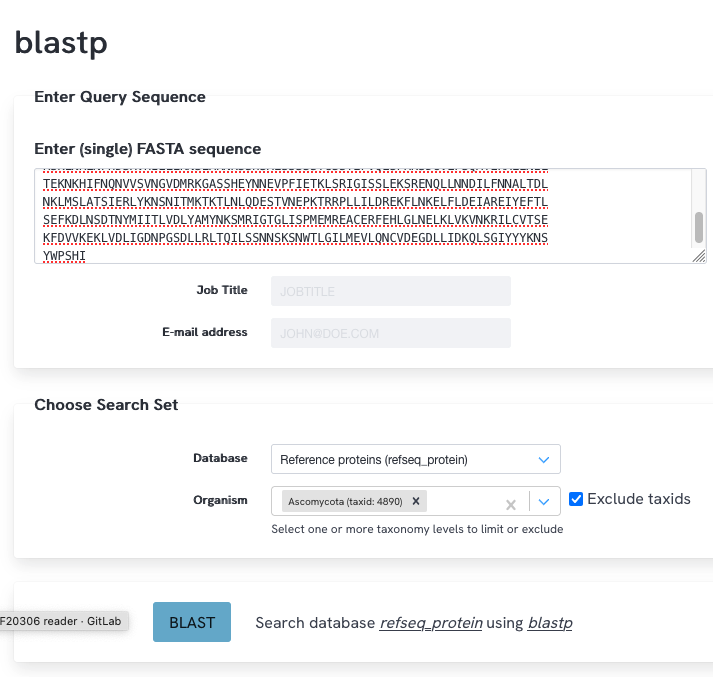 blastp
Enter Query Sequence
Enter (single) FASTA sequence
TEKNKHIFNQNVVSVNGVDMRKGASSHEYNNEVPFIETKLSRIGISSLEKSRENQLLNNDILFNNALTDL
NKLMSLATSIERLYKNSNITMKTKTLNLQDESTVNEPKTRRPLLILDREKFLNKELFLDEIAREIYEFTL
SEFKDLNSDTNYMIITLVDLYAMYNKSMRIGTGLISPMEMREACERFEHLGLNELKLVKVNKRILCVTSE
KFDVVKEKLVDLIGDNPGSDLLRLTQILSSNNSKSNWTLGILMEVLQNCVDEGDLLIDKQLSGIYYYKNS
YWPSHI
Job Title JOBTITLE
E-mail address JOHN@DOE.COM
Choose Search Set
Database Reference proteins (refseq_protein)
Organism Ascomycota (taxid: 4890) Exclude taxids
Select one or more taxonomy levels to limit or exclude
F20306 reader · GitLab BLAST Search database refseq_protein using blastp